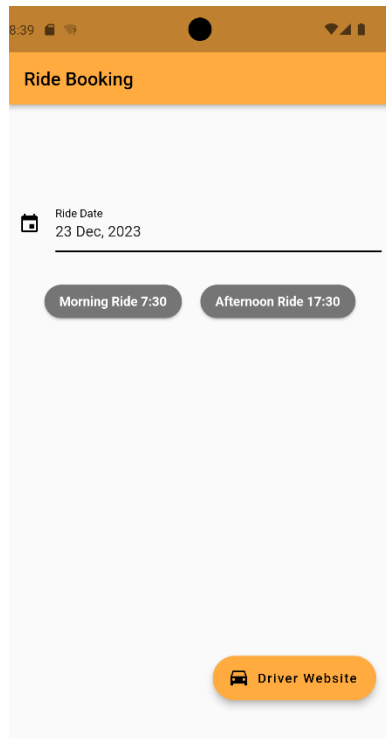 8:39
Ride Booking
Ride Date
23 Dec, 2023
Morning Ride 7:30
Afternoon Ride 17:30
Driver Website